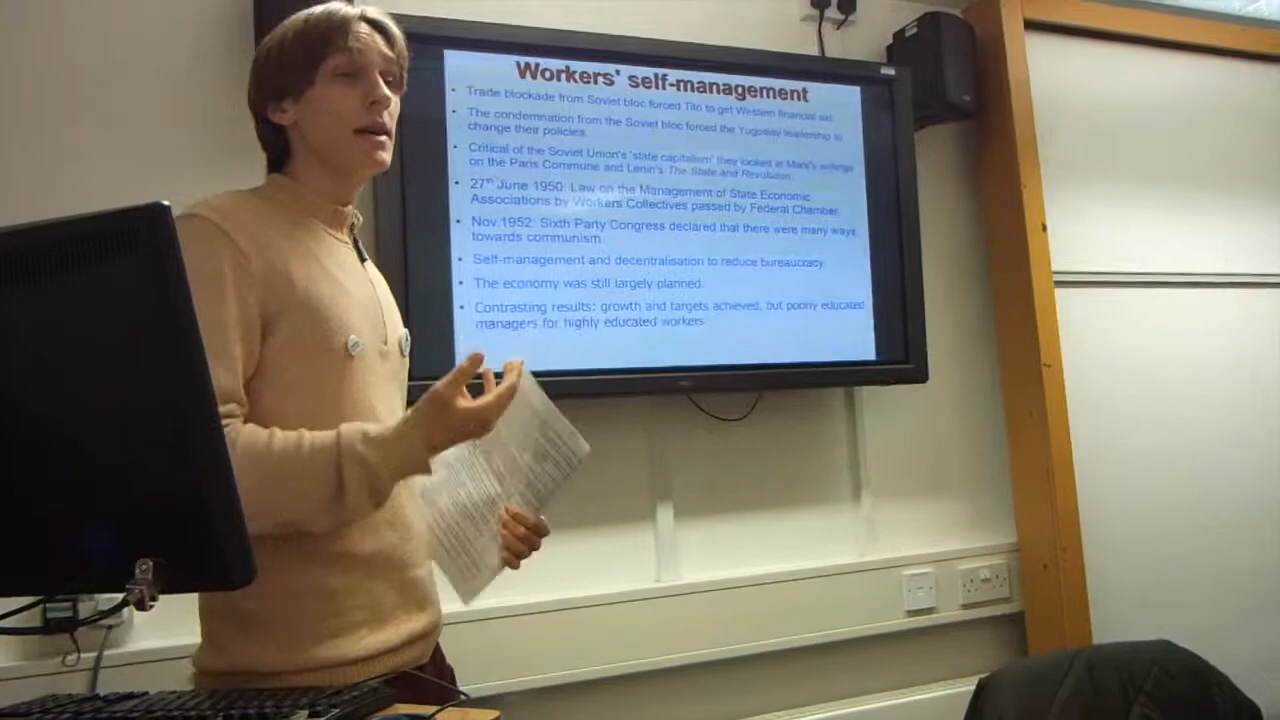 Workers' self-management
• Trade blockade from Soviet bloc forced Tito to get Western financial aid.
• The condemnation from the Soviet bloc forced the Yugoslav leadership to
change their policies.
• Critical of the Soviet Union's 'state capitalism' they looked at Marx's writings
on the Paris Commune and Lenin's The State and Revolution.
• 27th June 1950: Law on the Management of State Economic
Associations by Workers Collectives passed by Federal Chamber.
• Nov.1952: Sixth Party Congress declared that there were many ways
towards communism.
• Self-management and decentralisation to reduce bureaucracy.
• The economy was still largely planned.
• Contrasting results: growth and targets achieved, but poorly educated
managers for highly educated workers